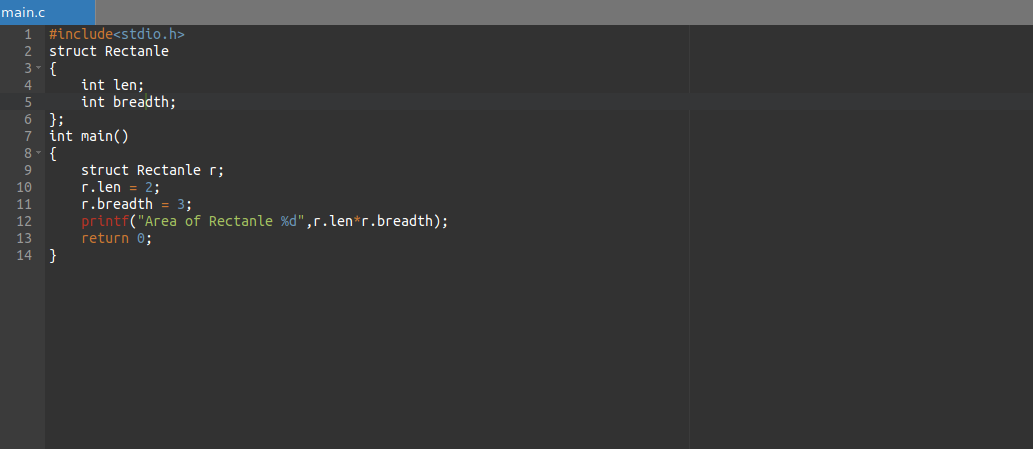 main.c
1 #include<stdio.h>
2 struct Rectanle
3 {
4     int len;
5     int breadth;
6 };
7 int main()
8 {
9     struct Rectanle r;
10     r.len = 2;
11     r.breadth = 3;
12     printf("Area of Rectanle %d",r.len*r.breadth);
13     return 0;
14 }